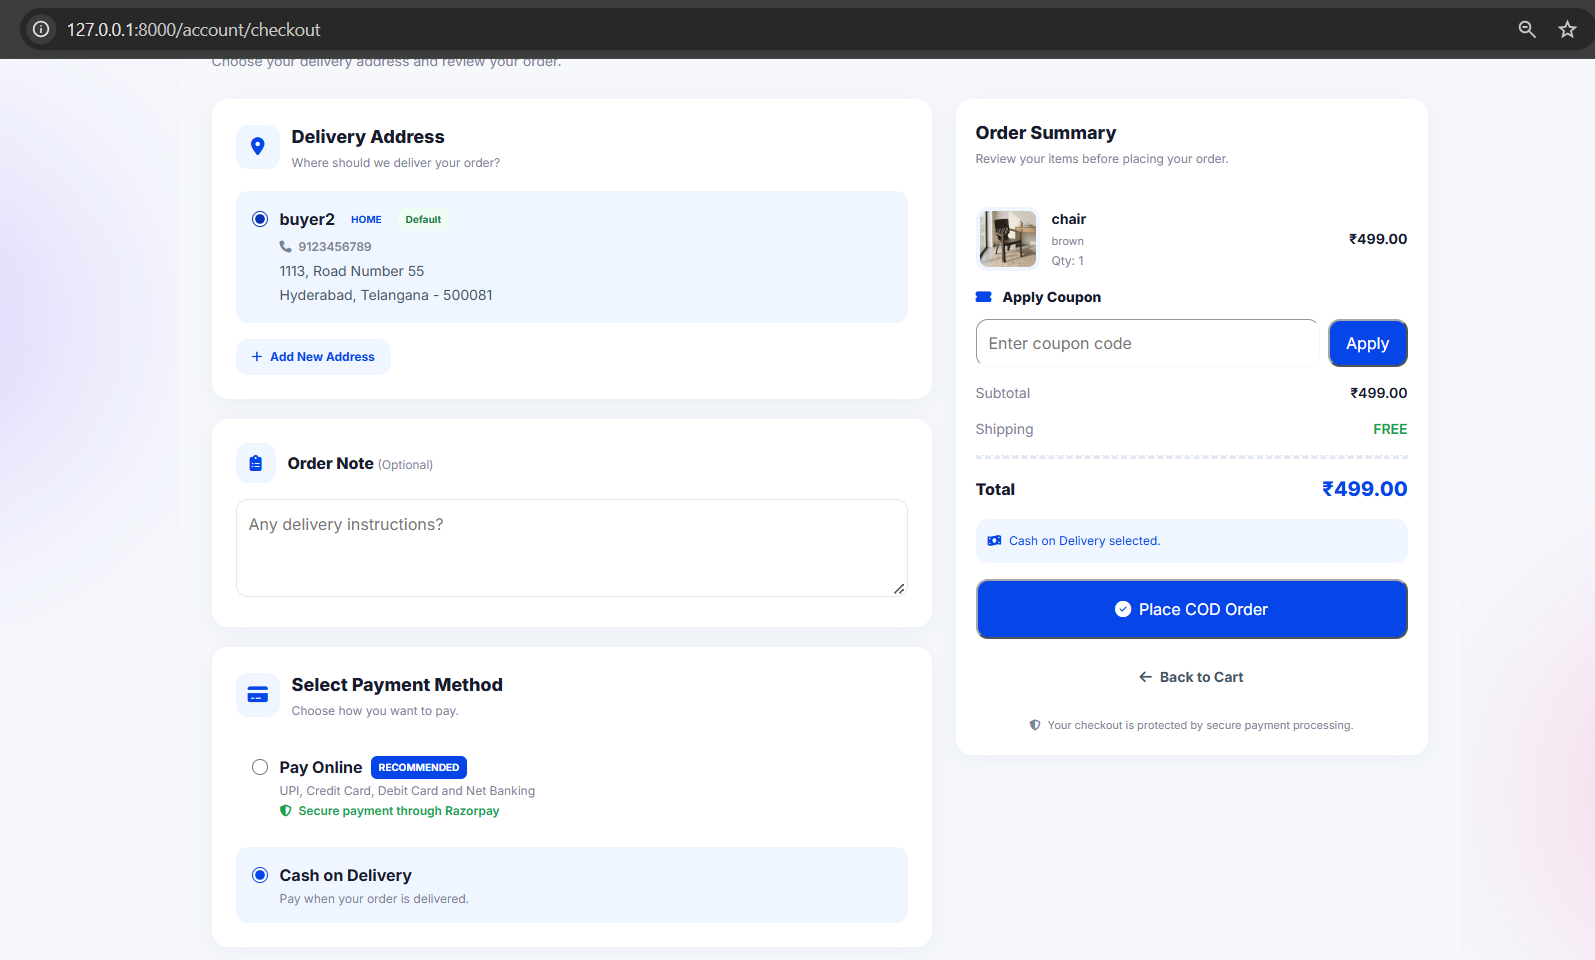 127.0.0.1:8000/account/checkout
Choose your delivery address and review your order.
Delivery Address
Where should we deliver your order?
buyer2 HOME Default
9123456789
1113, Road Number 55
Hyderabad, Telangana - 500081
+ Add New Address
Order Note (Optional)
Any delivery instructions?
Select Payment Method
Choose how you want to pay.
Pay Online RECOMMENDED
UPI, Credit Card, Debit Card and Net Banking
Secure payment through Razorpay
Cash on Delivery
Pay when your order is delivered.
Order Summary
Review your items before placing your order.
chair
brown
Qty: 1
₹499.00
Apply Coupon
Enter coupon code
Apply
Subtotal ₹499.00
Shipping FREE
Total ₹499.00
Cash on Delivery selected.
Place COD Order
← Back to Cart
Your checkout is protected by secure payment processing.